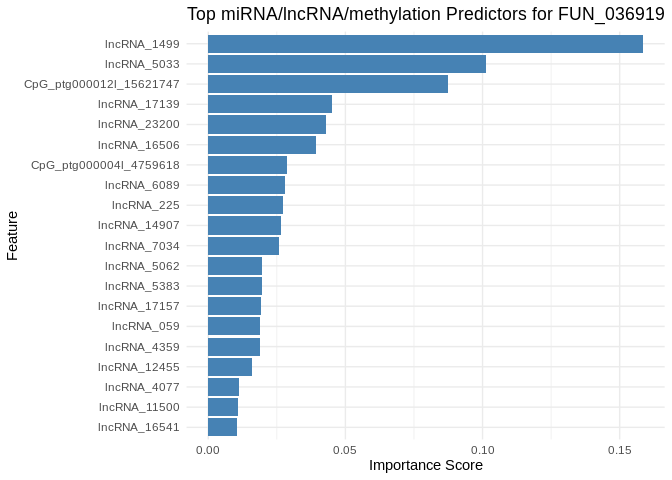 Top miRNA/lncRNA/methylation Predictors for FUN_036919
Feature
lncRNA_1499
lncRNA_5033
CpG_ptg000012l_15621747
lncRNA_17139
lncRNA_23200
lncRNA_16506
CpG_ptg000004l_4759618
lncRNA_6089
lncRNA_225
lncRNA_14907
lncRNA_7034
lncRNA_5062
lncRNA_5383
lncRNA_17157
lncRNA_059
lncRNA_4359
lncRNA_12455
lncRNA_4077
lncRNA_11500
lncRNA_16541
0.00 0.05 0.10 0.15
Importance Score